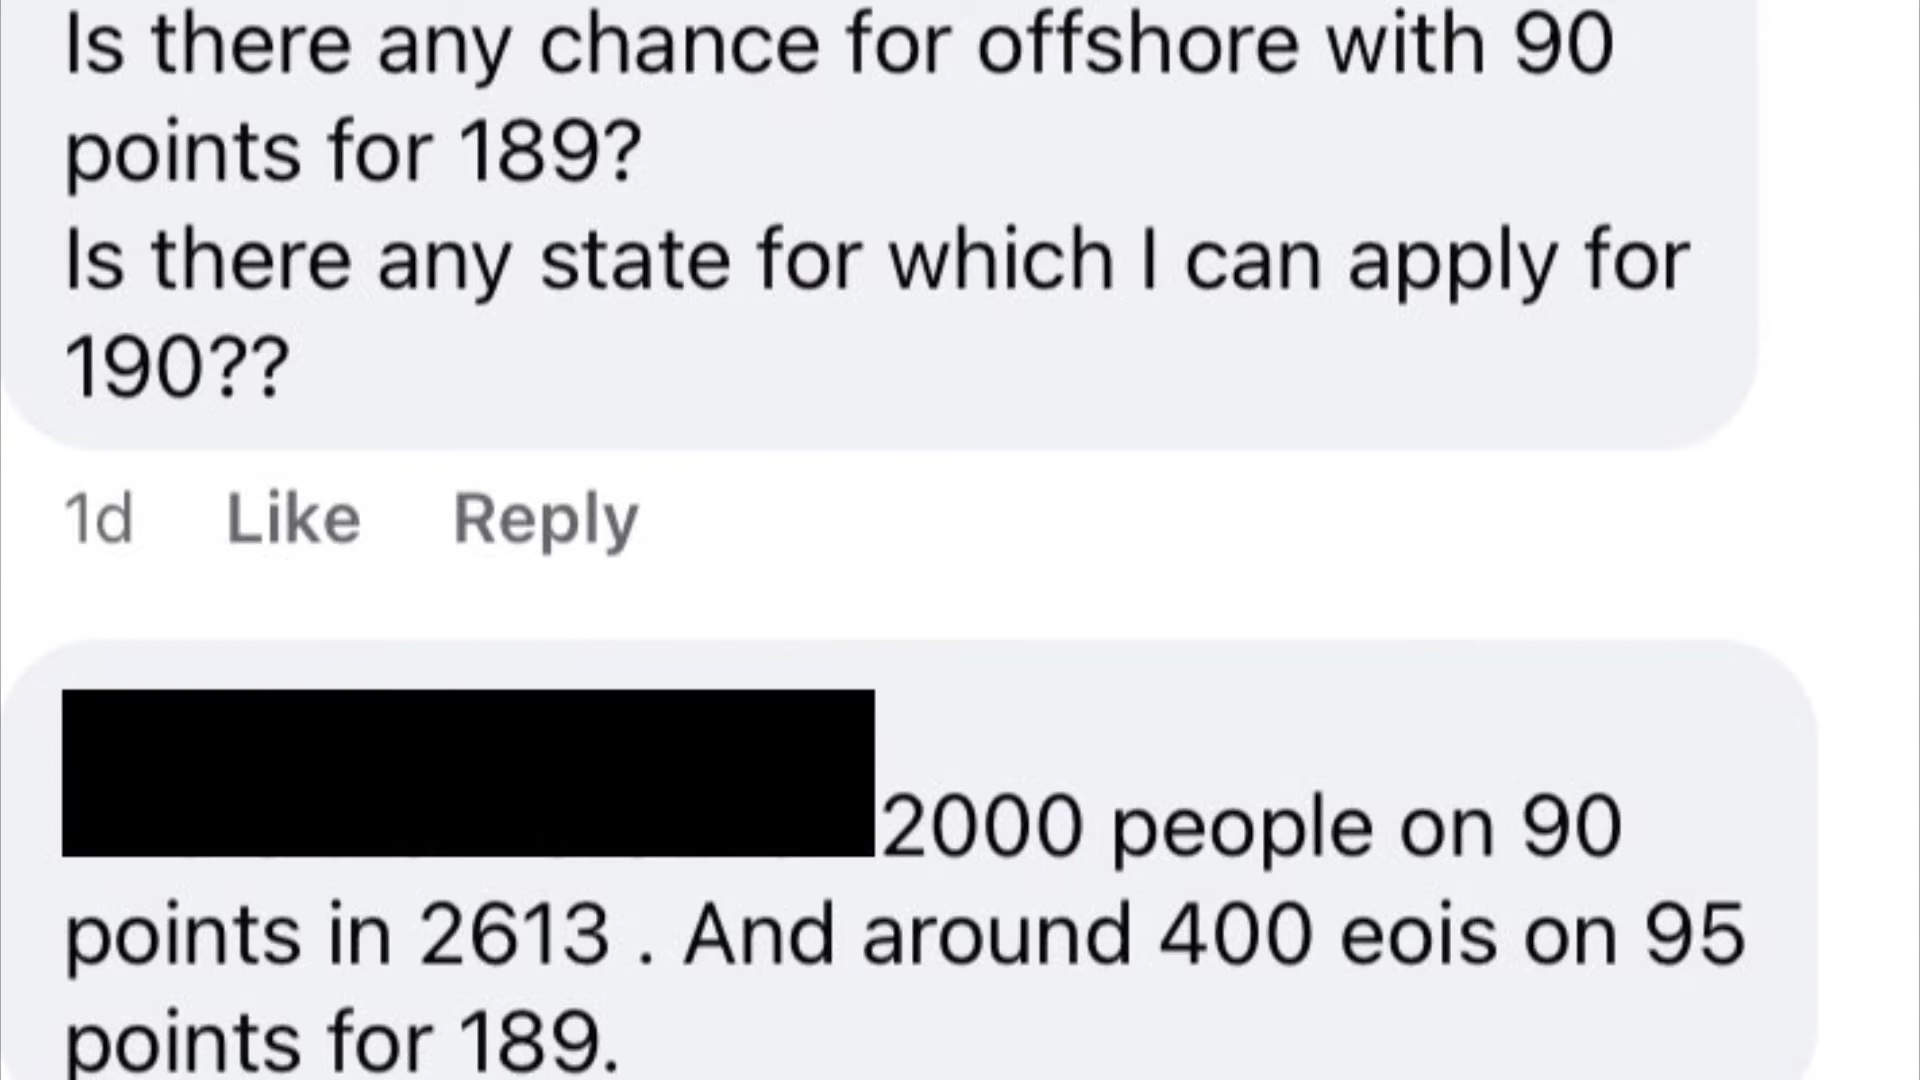 Is there any chance for offshore with 90
points for 189?
Is there any state for which I can apply for
190??
1d Like Reply
2000 people on 90
points in 2613 . And around 400 eois on 95
points for 189.